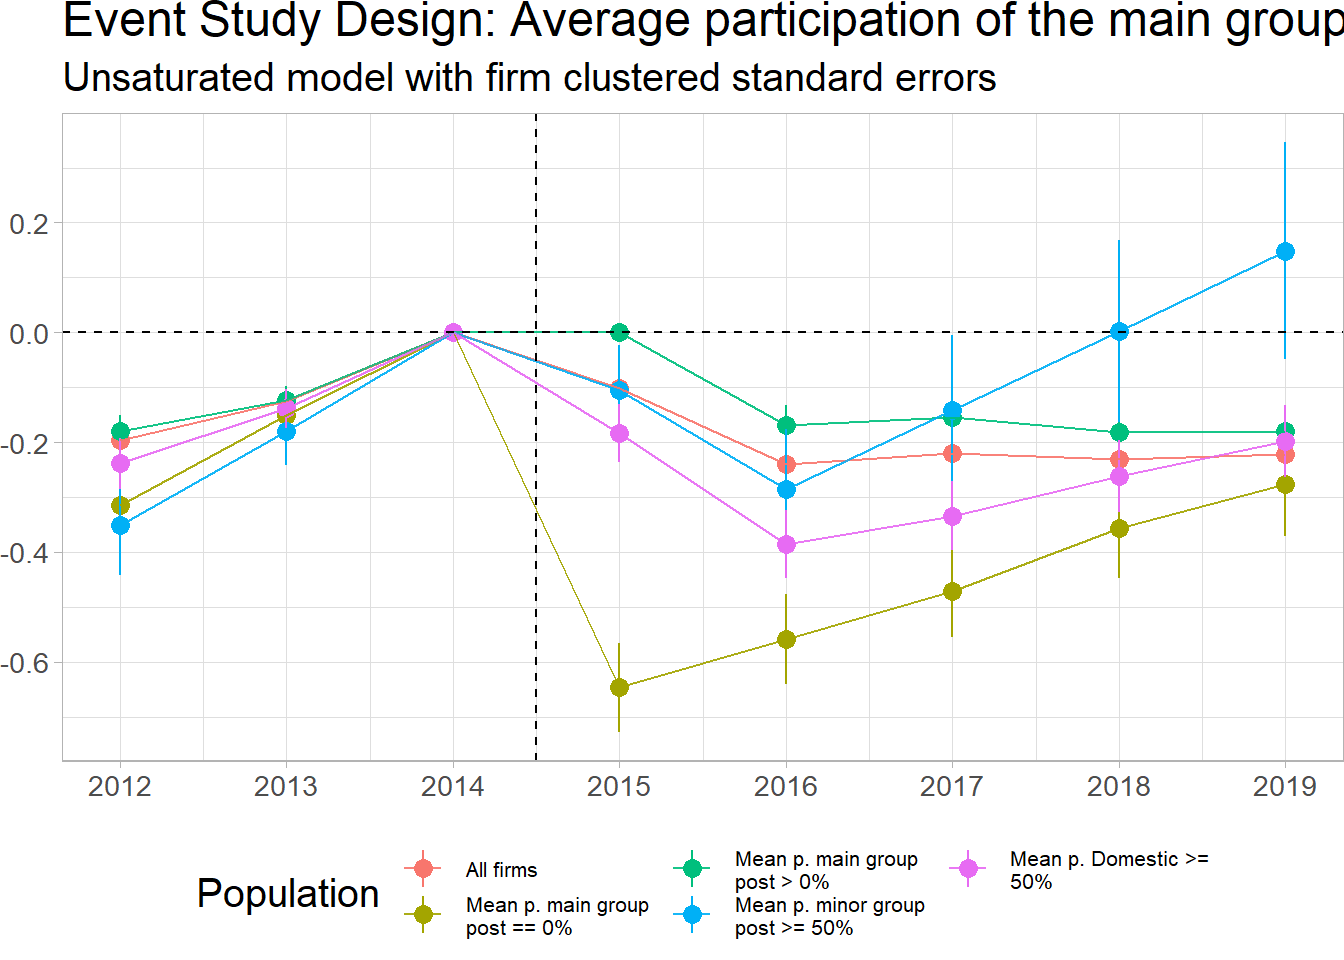 Event Study Design: Average participation of the main group
Unsaturated model with firm clustered standard errors
0.2
0.0
-0.2
-0.4
-0.6
2012 2013 2014 2015 2016 2017 2018 2019
Population
All firms
Mean p. main group
post == 0%
Mean p. main group
post > 0%
Mean p. minor group
post >= 50%
Mean p. Domestic >=
50%